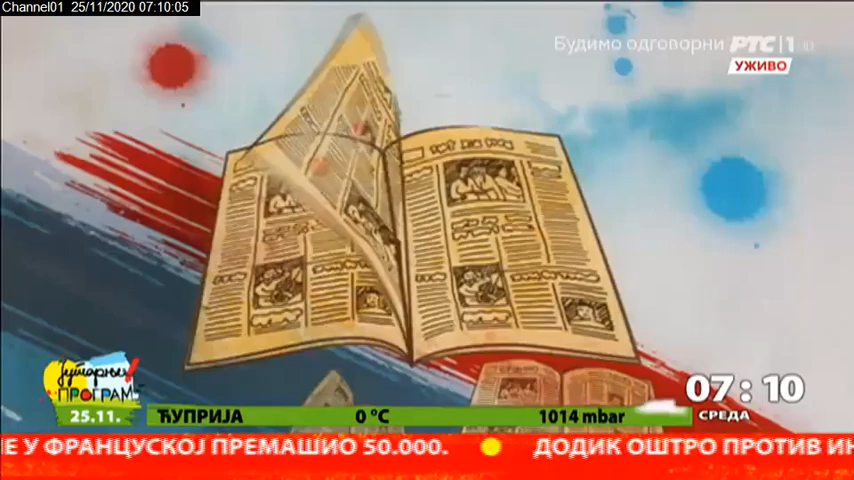 Channel01 25/11/2020 07:10:05
Будимо одговорни РТС|1 HD
УЖИВО
Јутарњи
ПРОГРАМ
07:10
25.11.
ЋУПРИЈА 0 °C 1014 mbar
СРЕДА
Е У ФРАНЦУСКОЈ ПРЕМАШИО 50.000. ДОДИК ОШТРО ПРОТИВ ИН